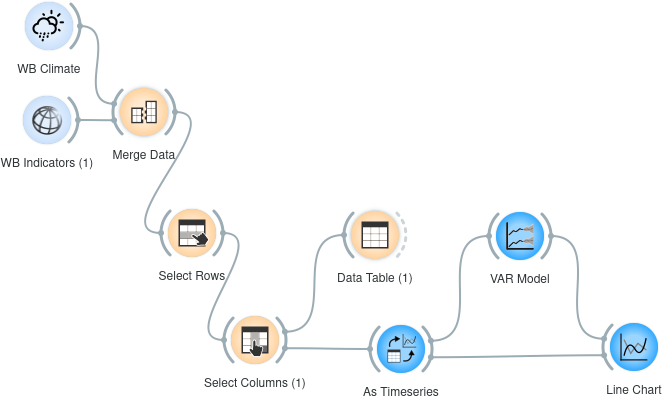 WB Climate
WB Indicators (1)
Merge Data
Select Rows
Data Table (1)
VAR Model
Select Columns (1)
As Timeseries
Line Chart